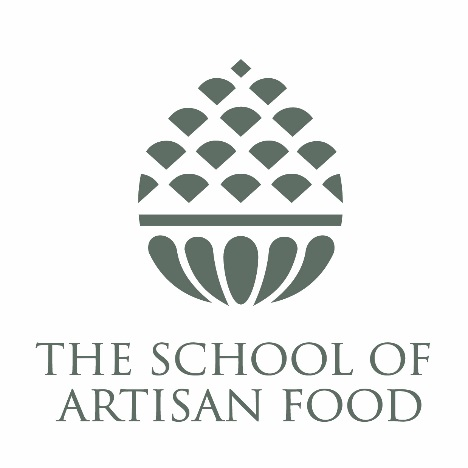 THE SCHOOL OF
ARTISAN FOOD